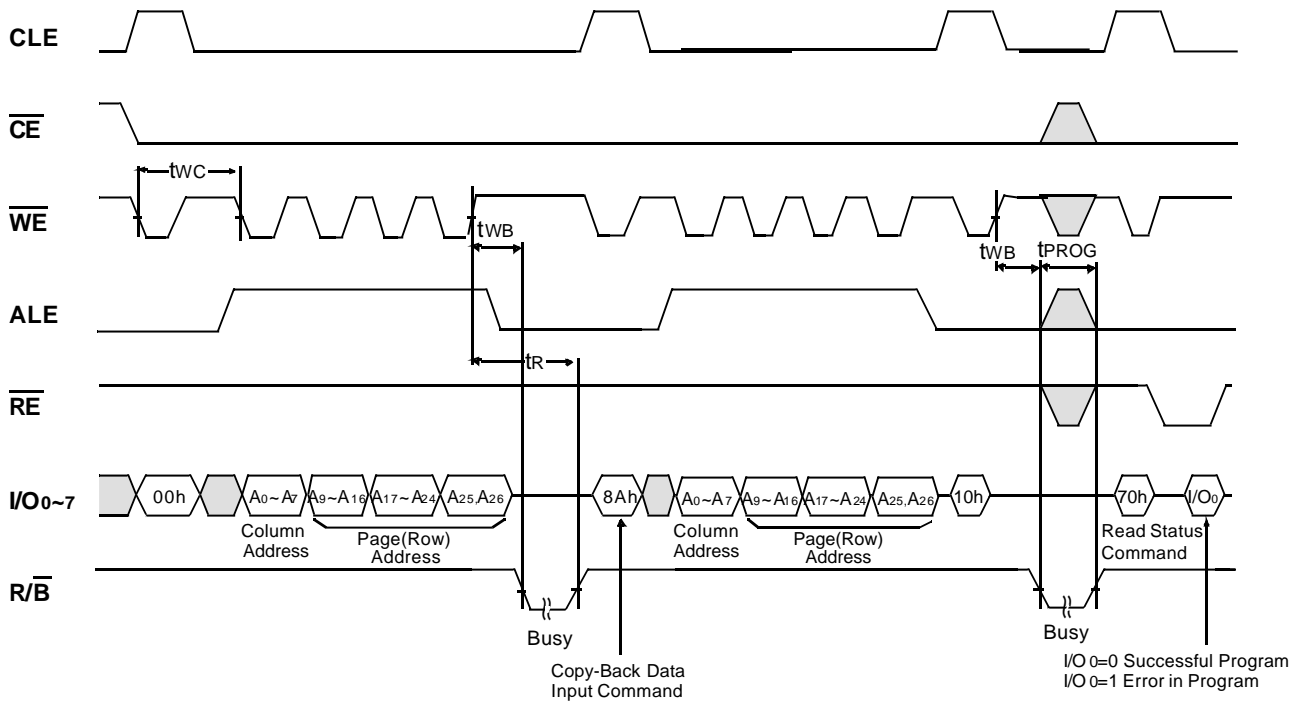 CLE
CE
tWC
WE
tWB
tWB tPROG
ALE
tR
RE
I/O0~7
00h A0~A7 A9~A16 A17~A24 A25,A26 8Ah A0~A7 A9~A16 A17~A24 A25,A26 10h 70h I/O0
Column
Address
Page(Row)
Address
Column
Address
Page(Row)
Address
Read Status
Command
R/B
Busy
Busy
Copy-Back Data
Input Command
I/O0=0 Successful Program
I/O0=1 Error in Program